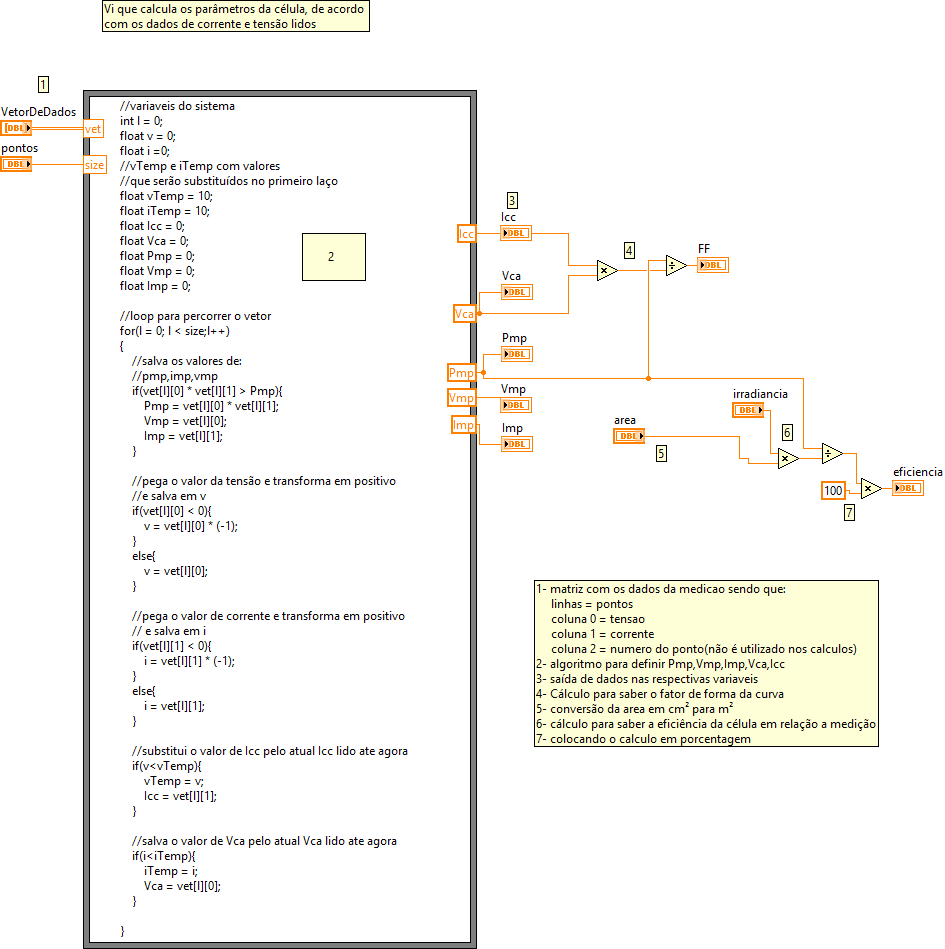 Vi que calcula os parâmetros da célula, de acordo
com os dados de corrente e tensão lidos
1
VetorDeDados
DBL
vet
pontos
DBL
size
//variaveis do sistema
int I = 0;
float v = 0;
float i =0;
//vTemp e iTemp com valores
//que serão substituídos no primeiro laço
float vTemp = 10;
float iTemp = 10;
float Icc = 0;
float Vca = 0;
float Pmp = 0;
float Vmp = 0;
float Imp = 0;
2
//loop para percorrer o vetor
for(I = 0; I < size;I++)
{
//salva os valores de:
//pmp,imp,vmp
if(vet[I][0] * vet[I][1] > Pmp){
Pmp = vet[I][0] * vet[I][1];
Vmp = vet[I][0];
Imp = vet[I][1];
}
//pega o valor da tensão e transforma em positivo
//e salva em v
if(vet[I][0] < 0){
v = vet[I][0] * (-1);
}
else{
v = vet[I][0];
}
//pega o valor de corrente e transforma em positivo
// e salva em i
if(vet[I][1] < 0){
i = vet[I][1] * (-1);
}
else{
i = vet[I][1];
}
//substitui o valor de Icc pelo atual Icc lido ate agora
if(v<vTemp){
vTemp = v;
Icc = vet[I][1];
}
//salva o valor de Vca pelo atual Vca lido ate agora
if(i<iTemp){
iTemp = i;
Vca = vet[I][0];
}
}
Icc
Vca
Pmp
Vmp
Imp
3
Icc
DBL
Vca
DBL
Pmp
DBL
Vmp
DBL
Imp
DBL
4
×
÷
FF
DBL
irradiancia
DBL
area
DBL
5
6
×
÷
100
×
7
eficiencia
DBL
1- matriz com os dados da medicao sendo que:
linhas = pontos
coluna 0 = tensao
coluna 1 = corrente
coluna 2 = numero do ponto(não é utilizado nos calculos)
2- algoritmo para definir Pmp,Vmp,Imp,Vca,Icc
3- saída de dados nas respectivas variaveis
4- Cálculo para saber o fator de forma da curva
5- conversão da area em cm² para m²
6- cálculo para saber a eficiência da célula em relação a medição
7- colocando o calculo em porcentagem